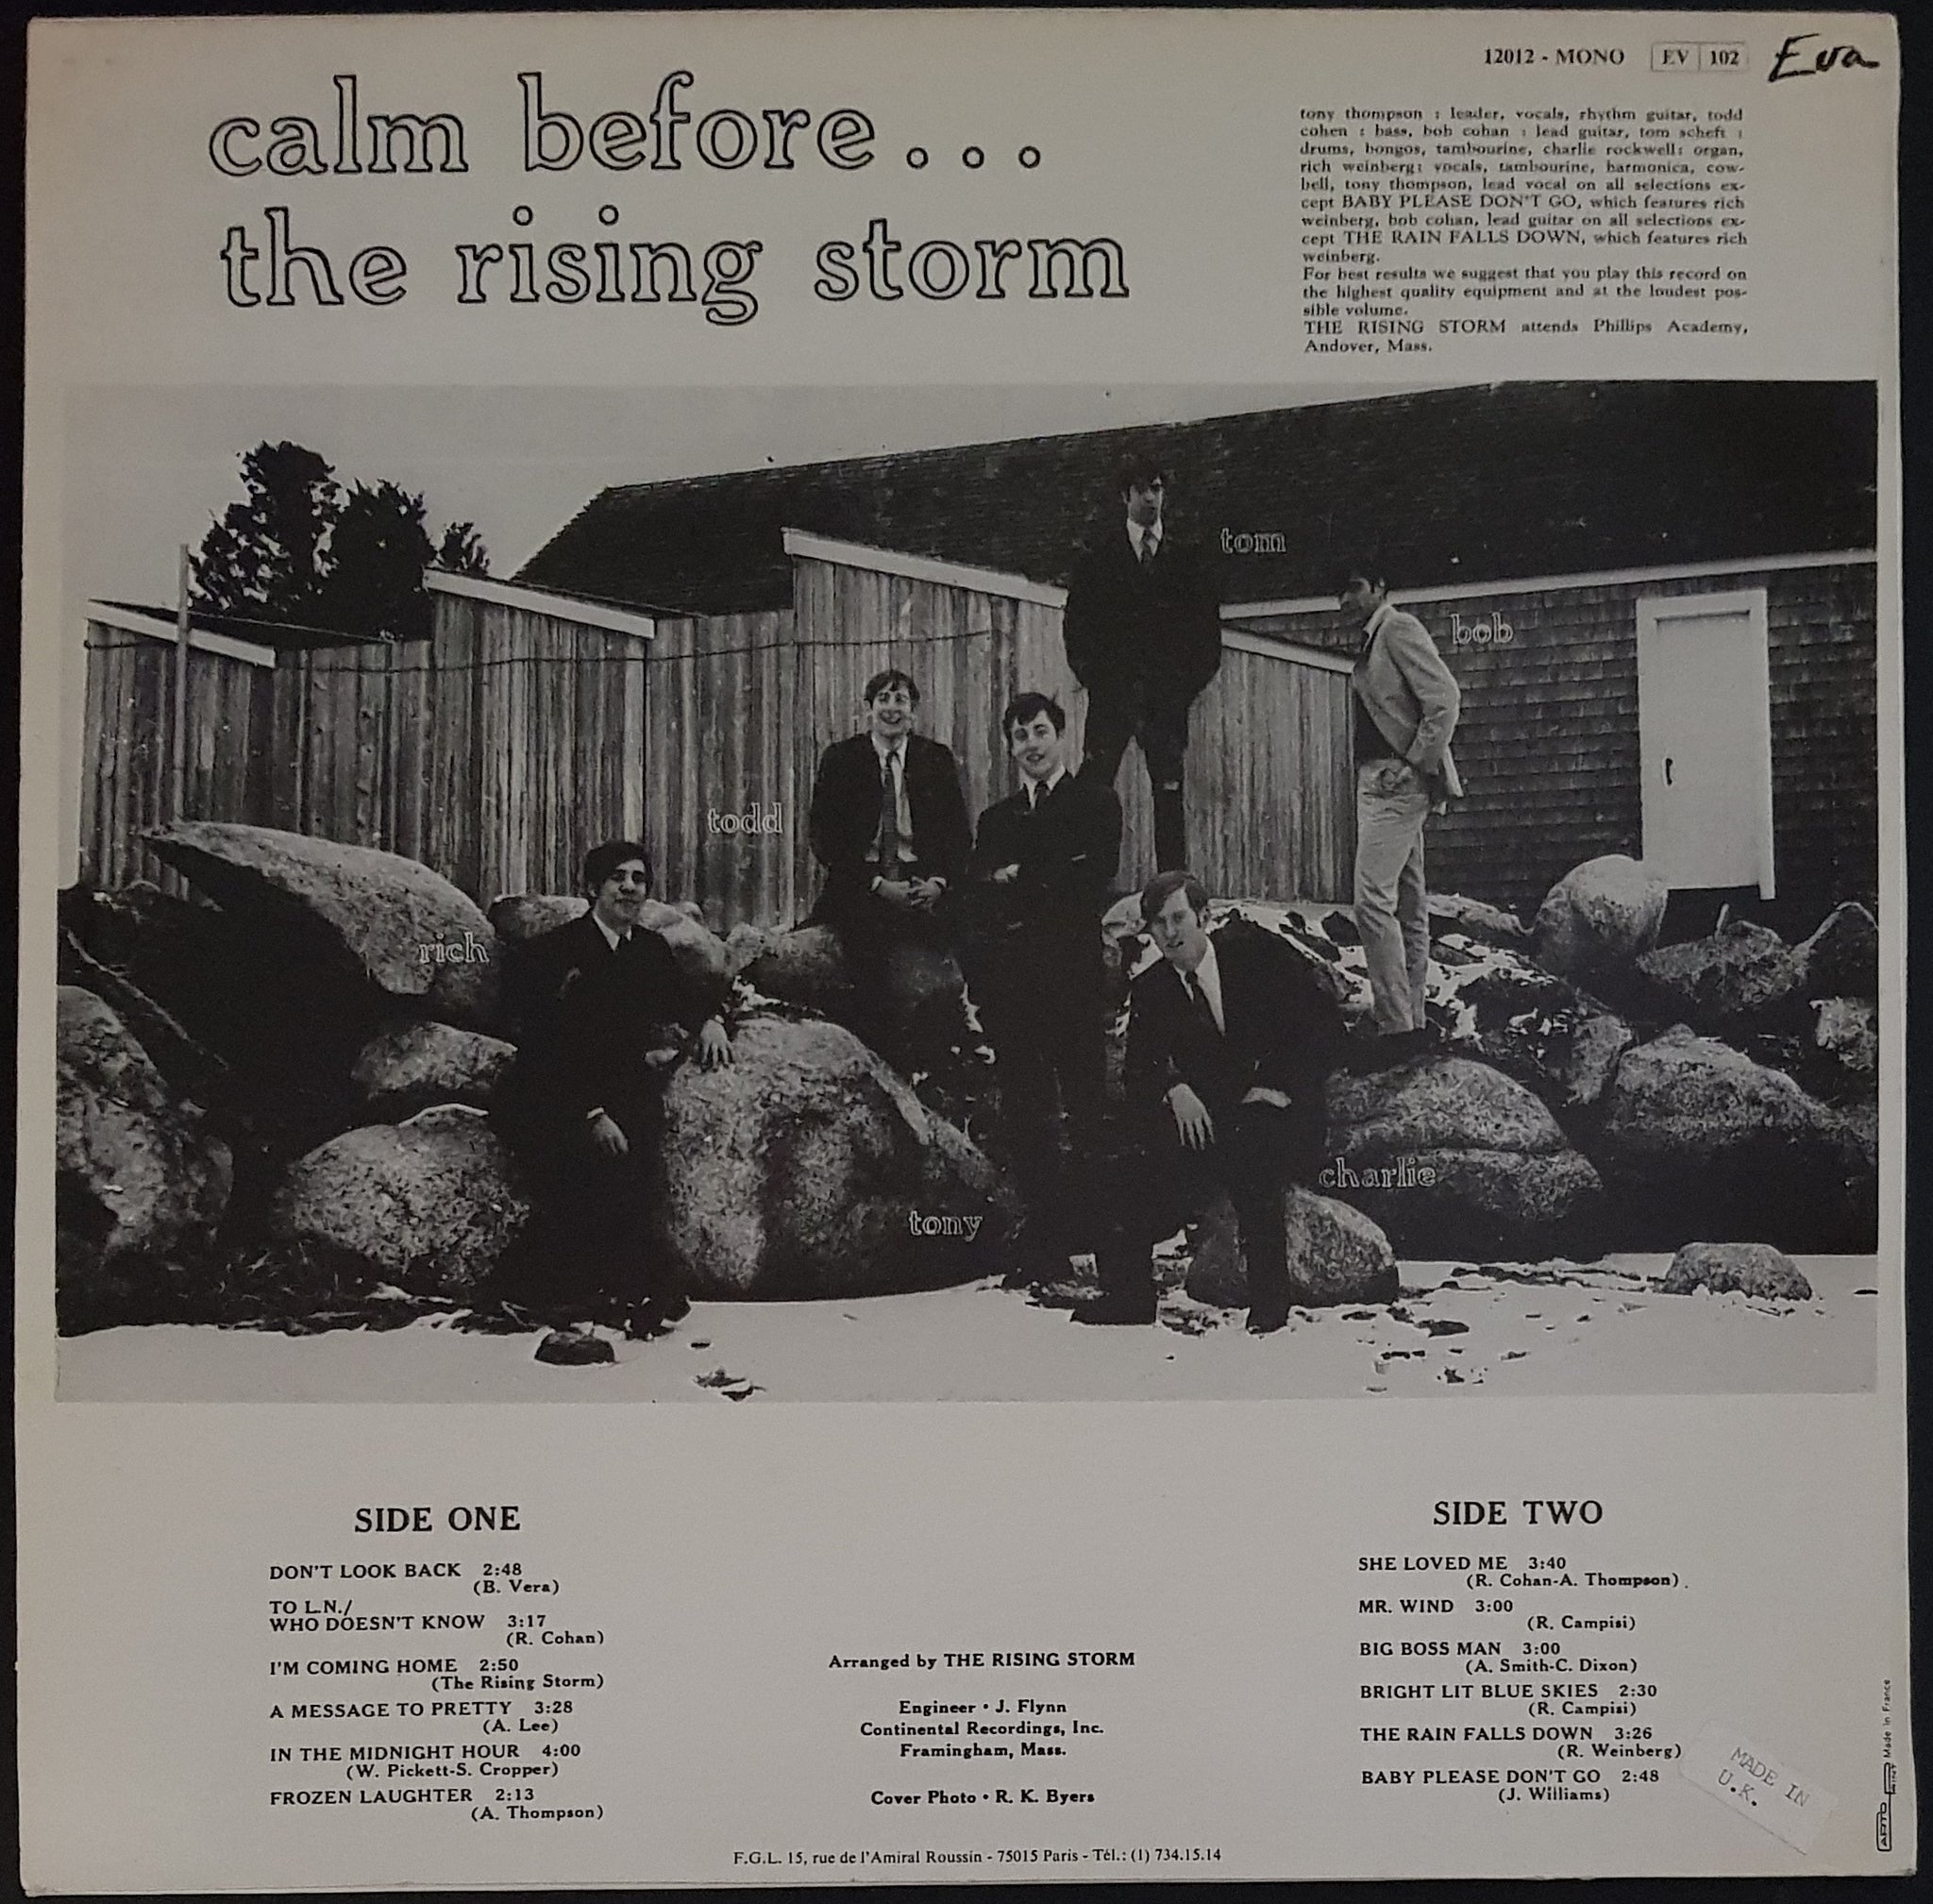 calm before...
the rising storm
12012 - MONO EV 102 Eva
tony thompson : leader, vocals, rhythm guitar, todd
cohen : bass, bob cohan : lead guitar, tom scheft :
drums, bongos, tambourine, charlie rockwell: organ,
rich weinberg: vocals, tambourine, harmonica, cow-
bell, tony thompson, lead vocal on all selections ex-
cept BABY PLEASE DON'T GO, which features rich
weinberg, bob cohan, lead guitar on all selections ex-
cept THE RAIN FALLS DOWN, which features rich
weinberg.
For best results we suggest that you play this record on
the highest quality equipment and at the loudest pos-
sible volume.
THE RISING STORM attends Phillips Academy,
Andover, Mass.
tom
bob
todd
rich
charlie
tony
SIDE ONE
DON'T LOOK BACK 2:48
(B. Vera)
TO L.N./
WHO DOESN'T KNOW 3:17
(R. Cohan)
I'M COMING HOME 2:50
(The Rising Storm)
A MESSAGE TO PRETTY 3:28
(A. Lee)
IN THE MIDNIGHT HOUR 4:00
(W. Pickett-S. Cropper)
FROZEN LAUGHTER 2:13
(A. Thompson)
Arranged by THE RISING STORM
Engineer • J. Flynn
Continental Recordings, Inc.
Framingham, Mass.
Cover Photo • R. K. Byers
SIDE TWO
SHE LOVED ME 3:40
(R. Cohan-A. Thompson)
MR. WIND 3:00
(R. Campisi)
BIG BOSS MAN 3:00
(A. Smith-C. Dixon)
BRIGHT LIT BLUE SKIES 2:30
(R. Campisi)
THE RAIN FALLS DOWN 3:26
(R. Weinberg)
BABY PLEASE DON'T GO 2:48
(J. Williams)
MADE IN
U.K.
Made in France
F.G.L. 15, rue de l'Amiral Roussin - 75015 Paris - Tél.: (1) 734.15.14